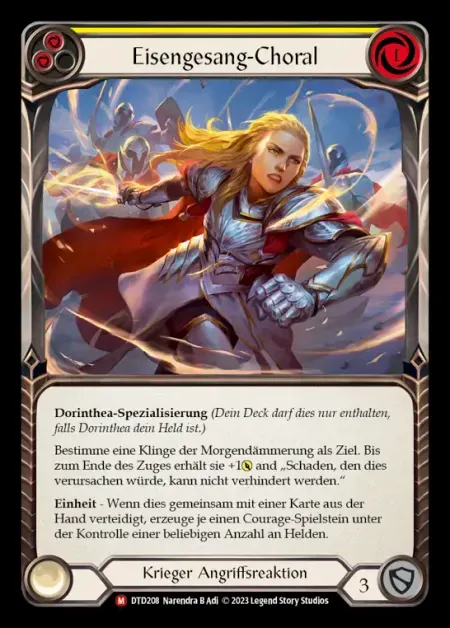 Eisengesang-Choral
1
Dorinthea-Spezialisierung (Dein Deck darf dies nur enthalten,
falls Dorinthea dein Held ist.)
Bestimme eine Klinge der Morgendämmerung als Ziel. Bis
zum Ende des Zuges erhält sie +1 and „Schaden, den dies
verursachen würde, kann nicht verhindert werden.“
Einheit - Wenn dies gemeinsam mit einer Karte aus der
Hand verteidigt, erzeuge je einen Courage-Spielstein unter
der Kontrolle einer beliebigen Anzahl an Helden.
Krieger Angriffsreaktion
3
M DTD208 Narendra B Adi © 2023 Legend Story Studios